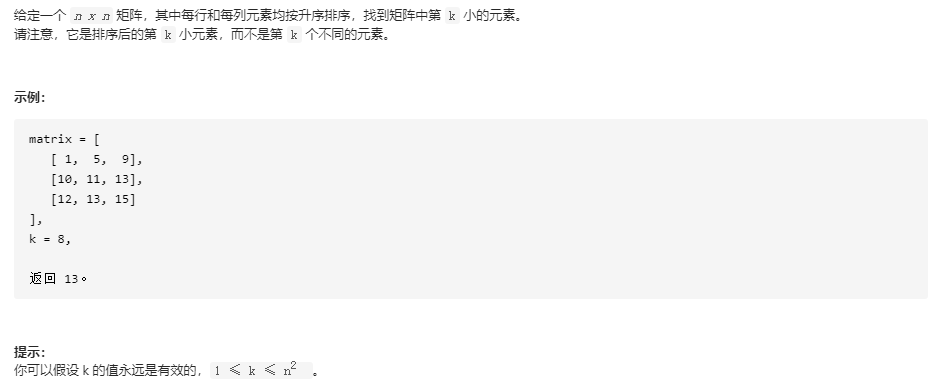 给定一个 n x n 矩阵，其中每行和每列元素均按升序排序，找到矩阵中第 k 小的元素。
请注意，它是排序后的第 k 小元素，而不是第 k 个不同的元素。
示例：
matrix = [
[ 1, 5, 9],
[10, 11, 13],
[12, 13, 15]
],
k = 8,
返回 13。
提示：
你可以假设 k 的值永远是有效的，1 ≤ k ≤ n² 。